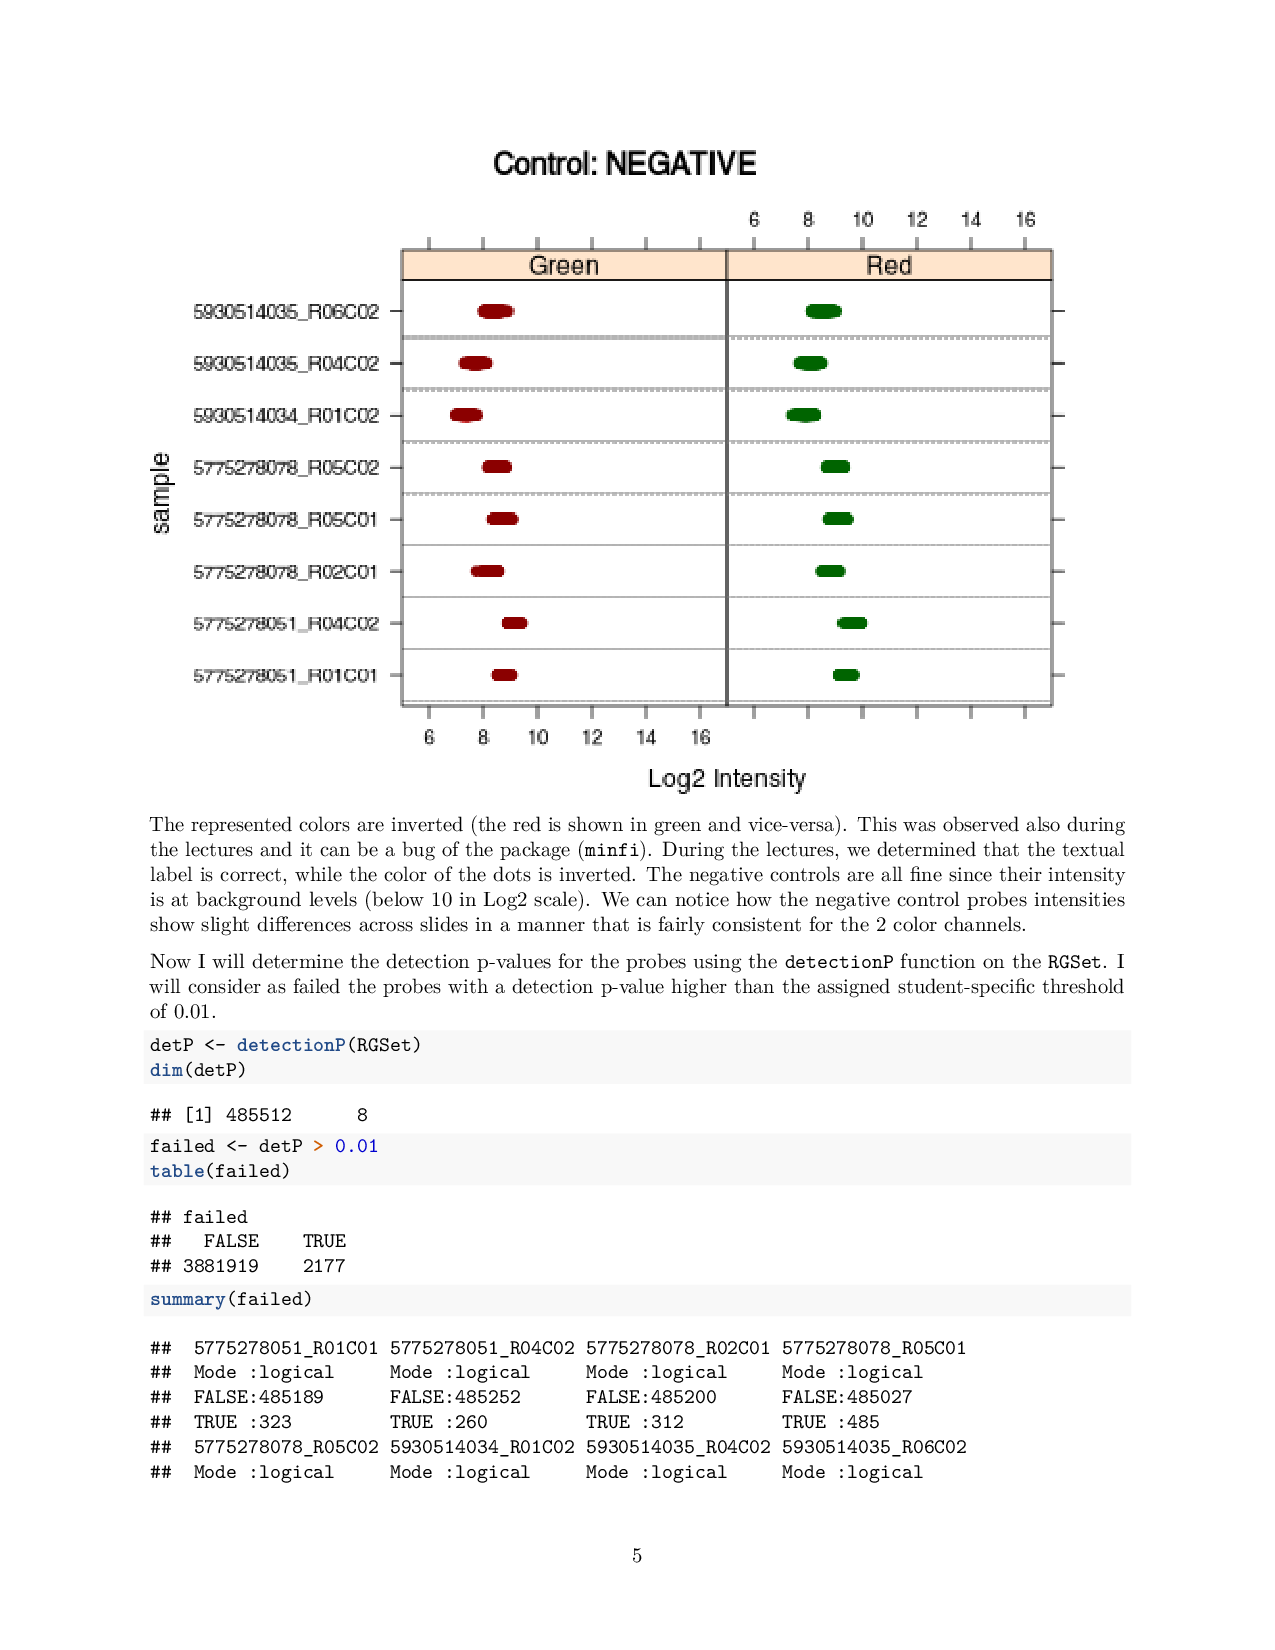 Control: NEGATIVE
6 8 10 12 14 16
Green Red
5930514035_R06C02
5930514035_R04C02
5930514034_R01C02
5775278078_R05C02
5775278078_R05C01
5775278078_R02C01
5775278051_R04C02
5775278051_R01C01
sample
6 8 10 12 14 16
Log2 Intensity
The represented colors are inverted (the red is shown in green and vice-versa). This was observed also during
the lectures and it can be a bug of the package (minfi). During the lectures, we determined that the textual
label is correct, while the color of the dots is inverted. The negative controls are all fine since their intensity
is at background levels (below 10 in Log2 scale). We can notice how the negative control probes intensities
show slight differences across slides in a manner that is fairly consistent for the 2 color channels.
Now I will determine the detection p-values for the probes using the detectionP function on the RGSet. I
will consider as failed the probes with a detection p-value higher than the assigned student-specific threshold
of 0.01.
detP <- detectionP(RGSet)
dim(detP)
## [1] 485512      8
failed <- detP > 0.01
table(failed)
## failed
##   FALSE    TRUE
## 3881919    2177
summary(failed)
##  5775278051_R01C01 5775278051_R04C02 5775278078_R02C01 5775278078_R05C01
##  Mode :logical     Mode :logical     Mode :logical     Mode :logical
##  FALSE:485189      FALSE:485252      FALSE:485200      FALSE:485027
##  TRUE :323         TRUE :260         TRUE :312         TRUE :485
##  5775278078_R05C02 5930514034_R01C02 5930514035_R04C02 5930514035_R06C02
##  Mode :logical     Mode :logical     Mode :logical     Mode :logical
5